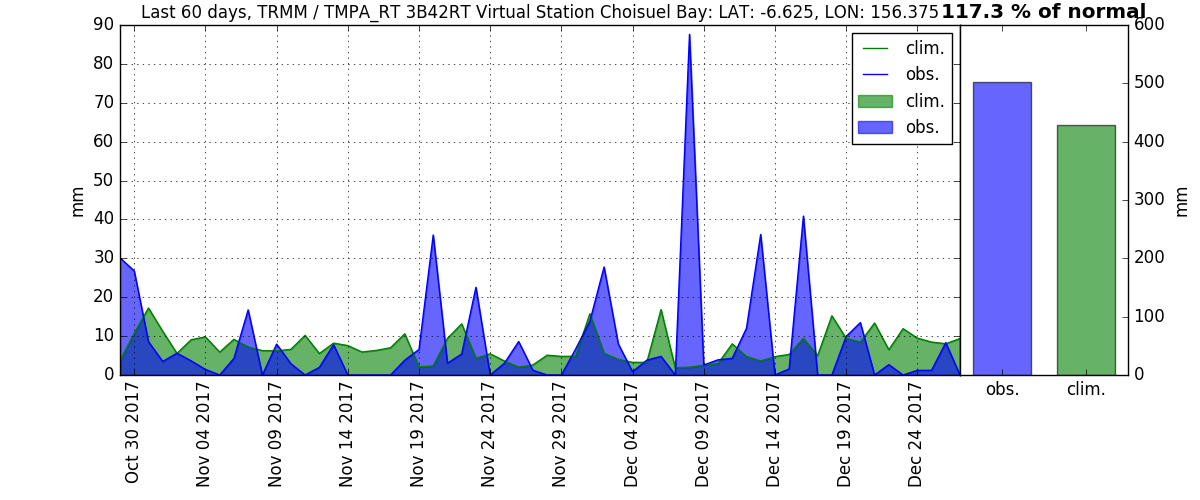 Last 60 days, TRMM / TMPA_RT 3B42RT Virtual Station Choisuel Bay: LAT: -6.625, LON: 156.375
117.3 % of normal
90
80
70
60
50
40
30
20
10
0
mm
clim.
obs.
clim.
obs.
Oct 30 2017
Nov 04 2017
Nov 09 2017
Nov 14 2017
Nov 19 2017
Nov 24 2017
Nov 29 2017
Dec 04 2017
Dec 09 2017
Dec 14 2017
Dec 19 2017
Dec 24 2017
600
500
400
300
200
100
0
mm
obs.
clim.